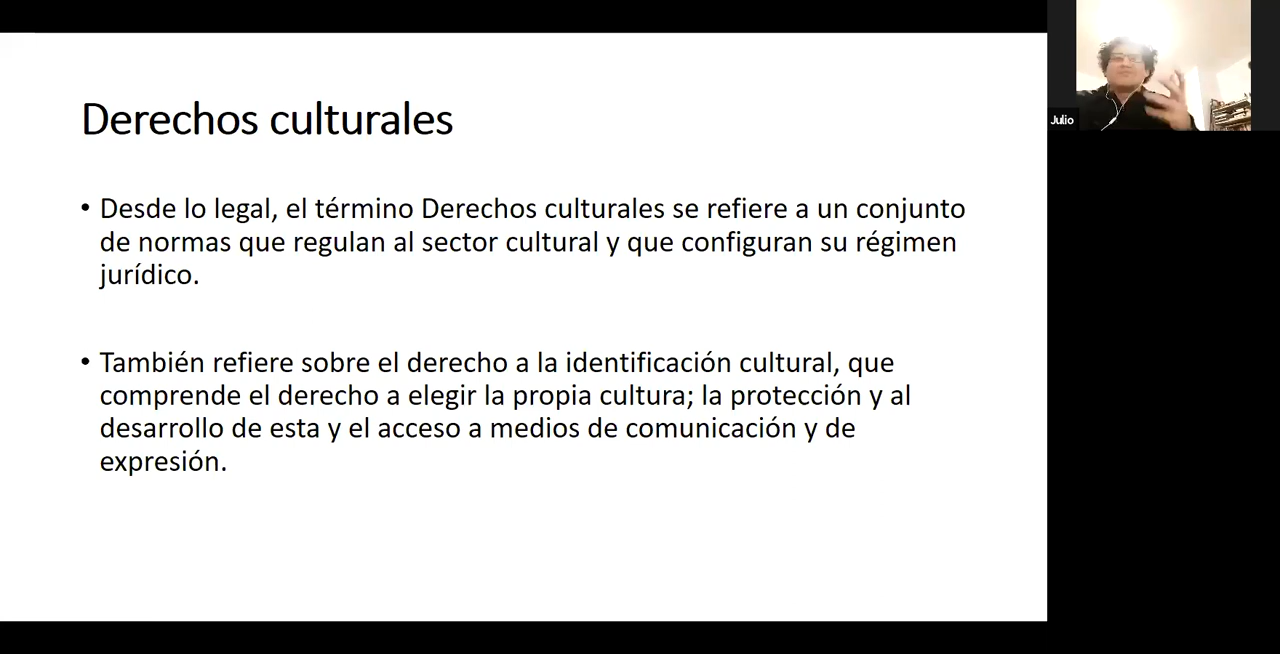 Derechos culturales
• Desde lo legal, el término Derechos culturales se refiere a un conjunto
de normas que regulan al sector cultural y que configuran su régimen
jurídico.
• También refiere sobre el derecho a la identificación cultural, que
comprende el derecho a elegir la propia cultura; la protección y al
desarrollo de esta y el acceso a medios de comunicación y de
expresión.
Julio